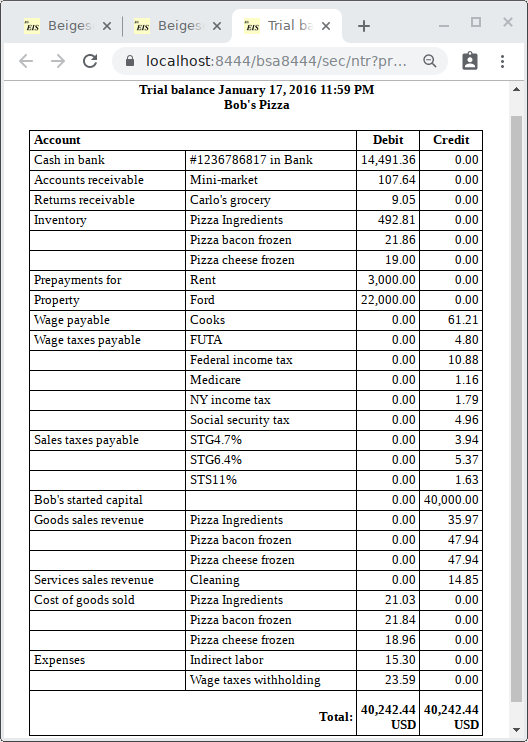 EIS Beiges
EIS Beiges
EIS Trial ba
localhost:8444/bsa8444/sec/ntr?pr...
Trial balance January 17, 2016 11:59 PM
Bob's Pizza
Account Debit Credit
Cash in bank #1236786817 in Bank 14,491.36 0.00
Accounts receivable Mini-market 107.64 0.00
Returns receivable Carlo's grocery 9.05 0.00
Inventory Pizza Ingredients 492.81 0.00
Pizza bacon frozen 21.86 0.00
Pizza cheese frozen 19.00 0.00
Prepayments for Rent 3,000.00 0.00
Property Ford 22,000.00 0.00
Wage payable Cooks 0.00 61.21
Wage taxes payable FUTA 0.00 4.80
Federal income tax 0.00 10.88
Medicare 0.00 1.16
NY income tax 0.00 1.79
Social security tax 0.00 4.96
Sales taxes payable STG4.7% 0.00 3.94
STG6.4% 0.00 5.37
STS11% 0.00 1.63
Bob's started capital 0.00 40,000.00
Goods sales revenue Pizza Ingredients 0.00 35.97
Pizza bacon frozen 0.00 47.94
Pizza cheese frozen 0.00 47.94
Services sales revenue Cleaning 0.00 14.85
Cost of goods sold Pizza Ingredients 21.03 0.00
Pizza bacon frozen 21.84 0.00
Pizza cheese frozen 18.96 0.00
Expenses Indirect labor 15.30 0.00
Wage taxes withholding 23.59 0.00
Total: 40,242.44 USD 40,242.44 USD